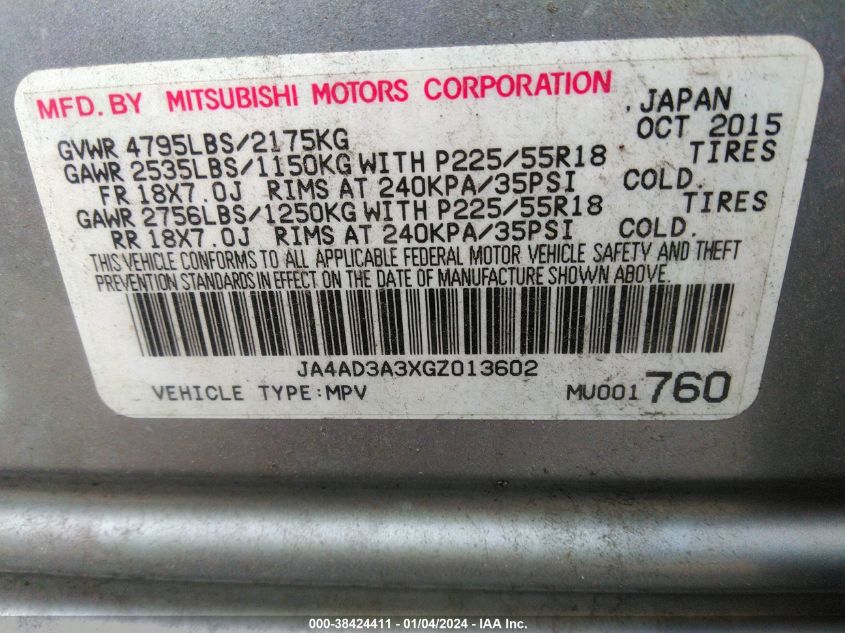 MFD. BY MITSUBISHI MOTORS CORPORATION , JAPAN
GVWR 4795LBS/2175KG OCT 2015
GAWR 2535LBS/1150KG WITH P225/55R18 TIRES
FR 18X7.0J RIMS AT 240KPA/35PSI COLD.
GAWR 2756LBS/1250KG WITH P225/55R18 TIRES
RR 18X7.0J RIMS AT 240KPA/35PSI COLD.
THIS VEHICLE CONFORMS TO ALL APPLICABLE FEDERAL MOTOR VEHICLE SAFETY AND THEFT
PREVENTION STANDARDS IN EFFECT ON THE DATE OF MANUFACTURE SHOWN ABOVE.
JA4AD3A3XGZ013602
VEHICLE TYPE:MPV MU001 760
000-38424411 - 01/04/2024 - IAA Inc.